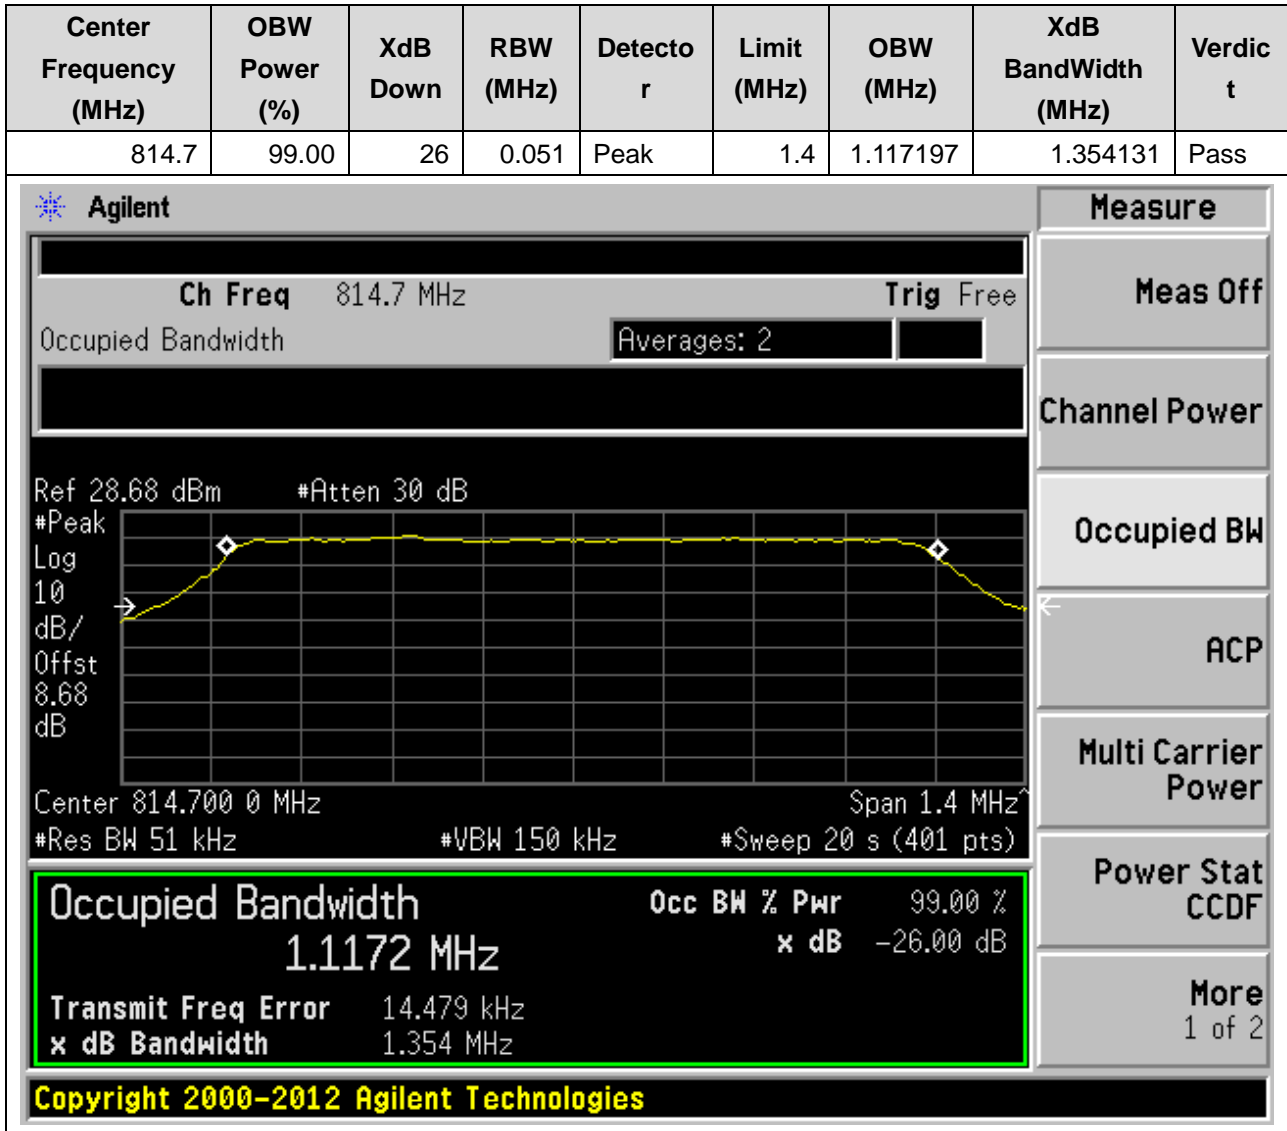 Center Frequency (MHz) OBW Power (%) XdB Down RBW (MHz) Detecto r Limit (MHz) OBW (MHz) XdB BandWidth (MHz) Verdic t
814.7 99.00 26 0.051 Peak 1.4 1.117197 1.354131 Pass
Agilent
Measure
Ch Freq 814.7 MHz Trig Free
Meas Off
Occupied Bandwidth Averages: 2
Channel Power
Ref 28.68 dBm #Atten 30 dB
#Peak
Log
10
dB/
Offst
8.68
dB
Occupied BW
ACP
Multi Carrier
Power
Center 814.700 0 MHz Span 1.4 MHz^
#Res BW 51 kHz #VBW 150 kHz #Sweep 20 s (401 pts)
Power Stat
CCDF
Occupied Bandwidth Occ BW % Pwr 99.00 %
1.1172 MHz x dB -26.00 dB
Transmit Freq Error 14.479 kHz
x dB Bandwidth 1.354 MHz
More
1 of 2
Copyright 2000-2012 Agilent Technologies